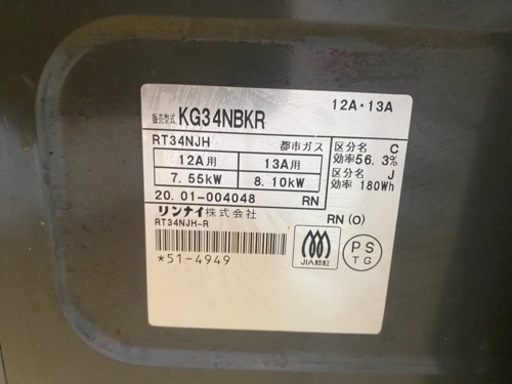 12A・13A
販売型式 KG34NBKR
RT34NJH 都市ガス
12A用 13A用
7.55kW 8.10kW
区分名 C
効率56.3%
区分名 J
効率 180Wh
20.01-004048 RN
リンナイ株式会社 RN (O)
RT34NJH-R
*51-4949
JIA認証
PS
TG